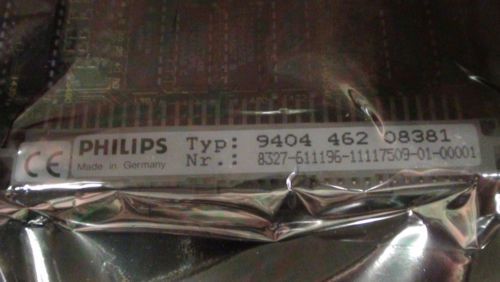 CE PHILIPS Typ: 9404 462 08381
Made in Germany Nr.: 8327-611196-11117509-01-00001